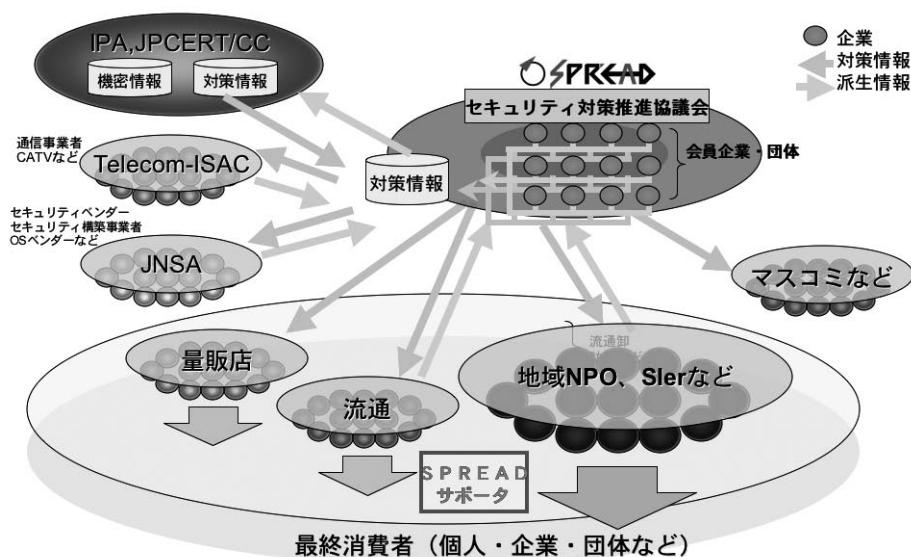 IPA,JPCERT/CC
機密情報
対策情報
SPREAD
セキュリティ対策推進協議会
企業
対策情報
派生情報
会員企業・団体
対策情報
通信事業者
CATVなど
Telecom-ISAC
セキュリティベンダー
セキュリティ構築事業者
OSベンダーなど
JNSA
マスコミなど
流通卸
量販店
地域NPO、SIerなど
流通
SPREAD
サポータ
最終消費者（個人・企業・団体など）